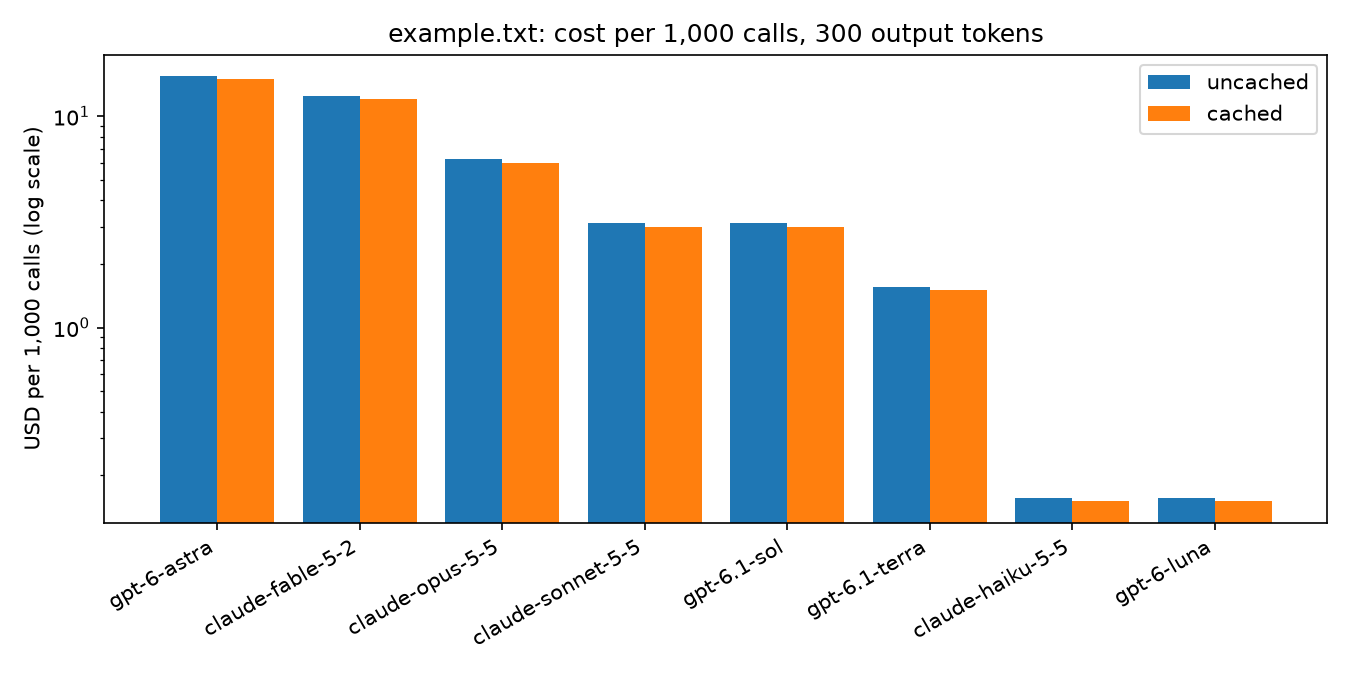 example.txt: cost per 1,000 calls, 300 output tokens
uncached
cached
USD per 1,000 calls (log scale)
10¹
10⁰
gpt-6-astra
claude-fable-5-2
claude-opus-5-5
claude-sonnet-5-5
gpt-6.1-sol
gpt-6.1-terra
claude-haiku-5-5
gpt-6-luna